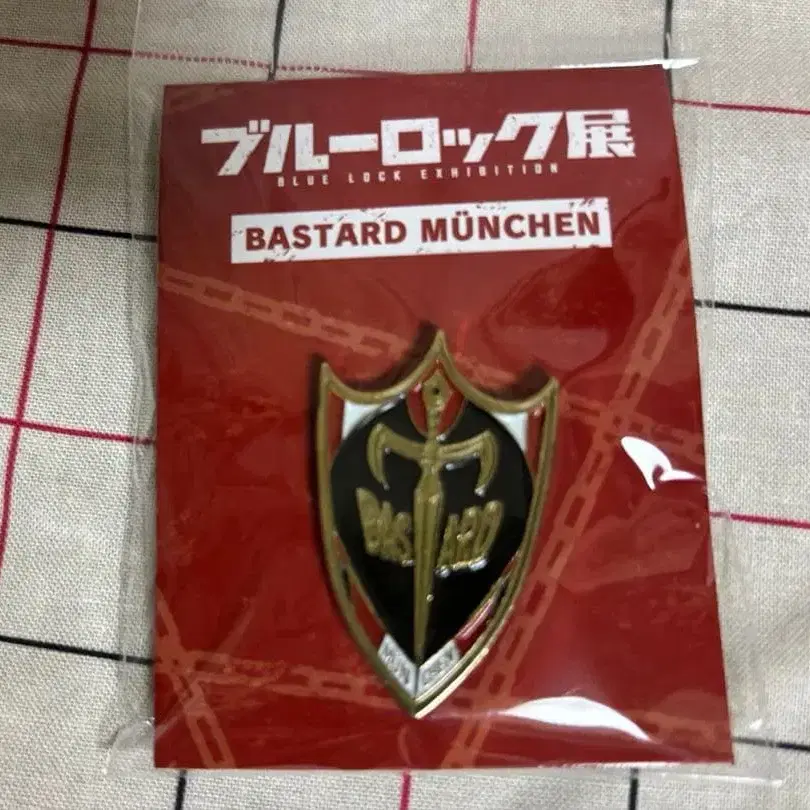 ブルーロック展
BLUE LOCK EXHIBITION
BASTARD MÜNCHEN
BASTARD